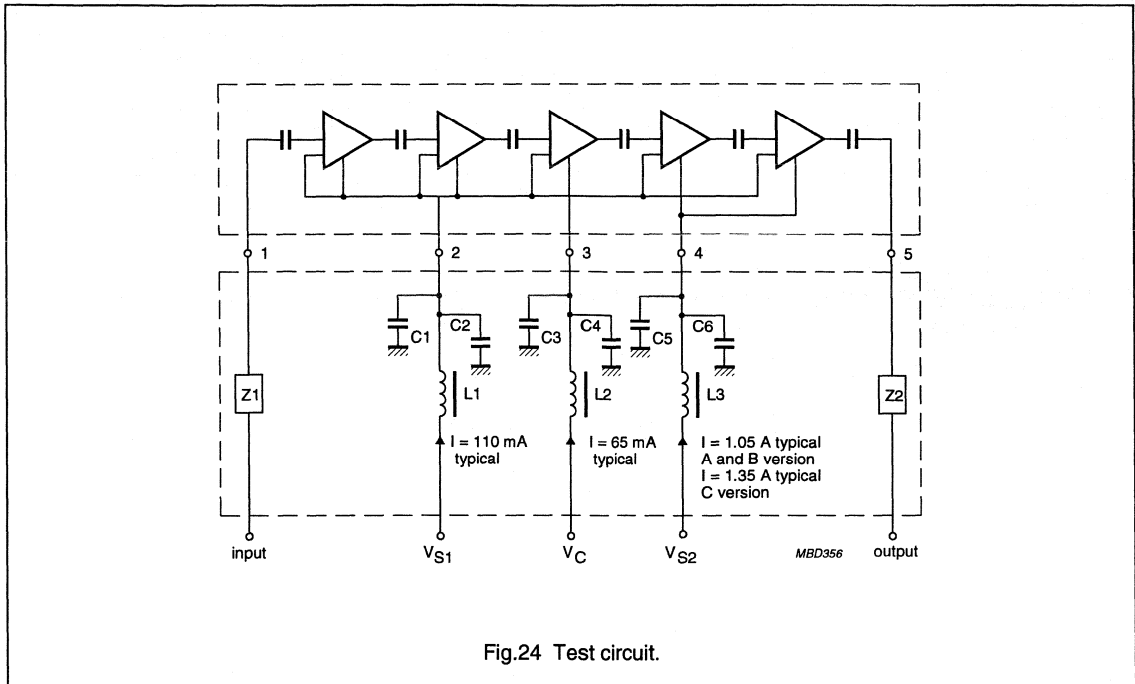 1
2
3
4
5
C1
C2
C3
C4
C5
C6
Z1
L1
L2
L3
Z2
I = 110 mA
typical
I = 65 mA
typical
I = 1.05 A typical
A and B version
I = 1.35 A typical
C version
input
VS1
VC
VS2
MBD356
output
Fig.24 Test circuit.